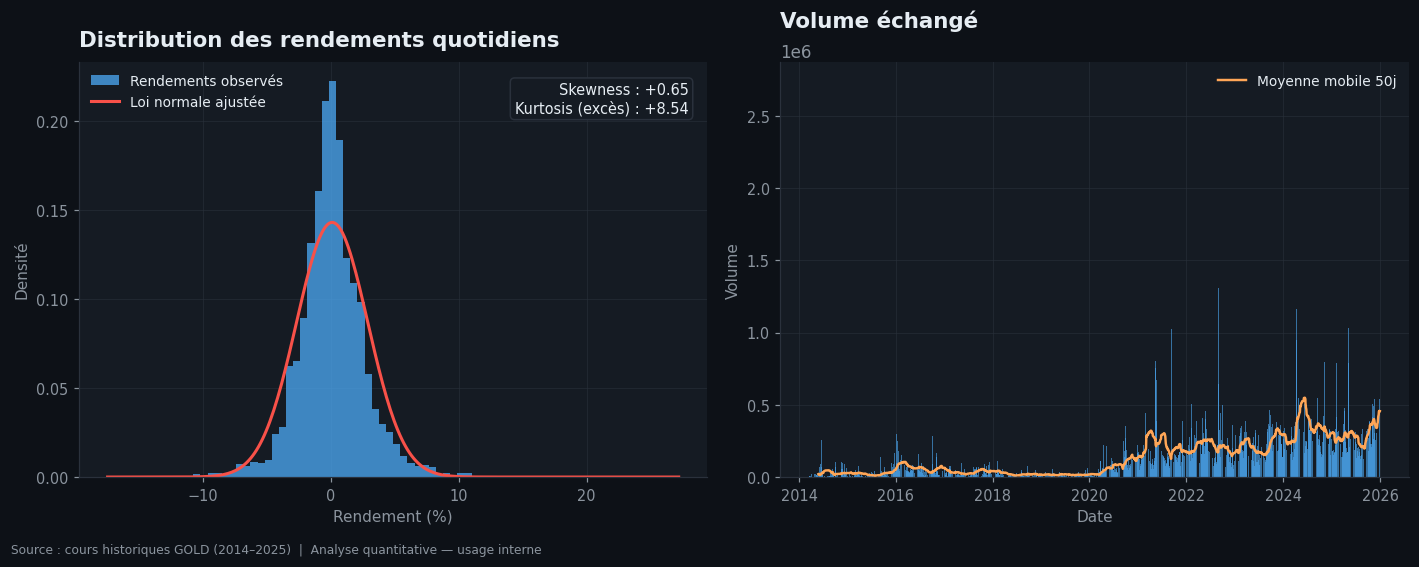 Distribution des rendements quotidiens
Rendements observés
Loi normale ajustée
Skewness : +0.65
Kurtosis (excès) : +8.54
Densité
0.20
0.15
0.10
0.05
0.00
−10
0
10
20
Rendement (%)
Volume échangé
1e6
Moyenne mobile 50j
Volume
2.5
2.0
1.5
1.0
0.5
0.0
2014
2016
2018
2020
2022
2024
2026
Date
Source : cours historiques GOLD (2014–2025) | Analyse quantitative — usage interne